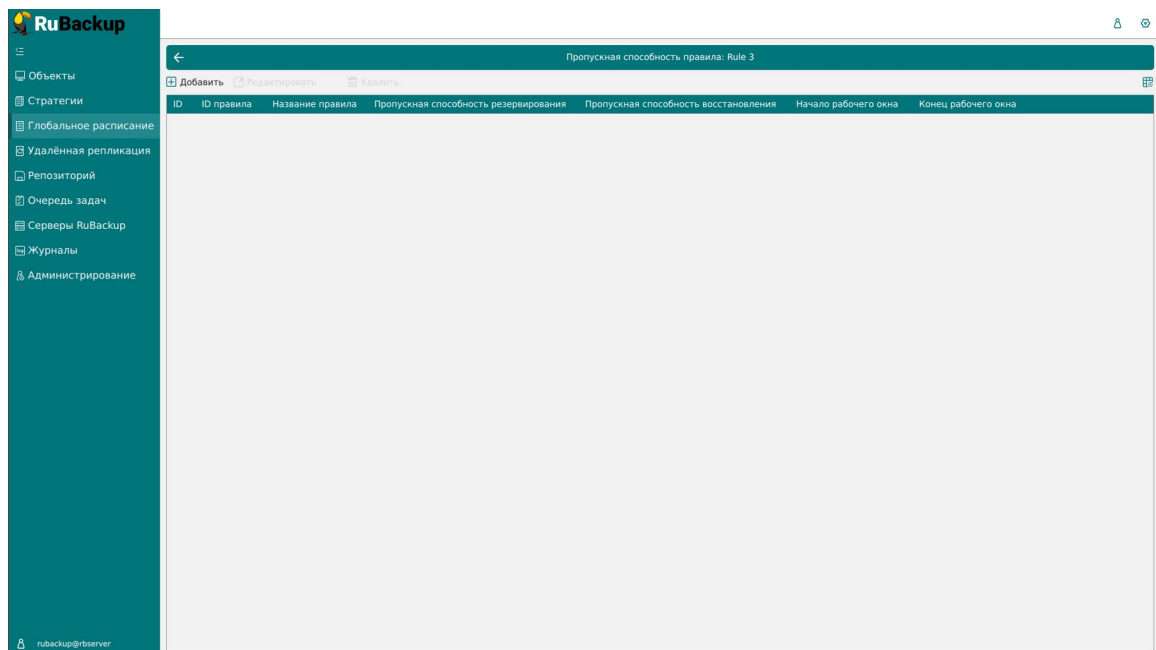 RuBackup
Пропускная способность правила: Rule 3
Объекты
Стратегии
Глобальное расписание
Удалённая репликация
Репозиторий
Очередь задач
Серверы RuBackup
Журналы
Администрирование
Добавить Редактировать Удалить
ID ID правила Название правила Пропускная способность резервирования Пропускная способность восстановления Начало рабочего окна Конец рабочего окна
rubackup@rbserver